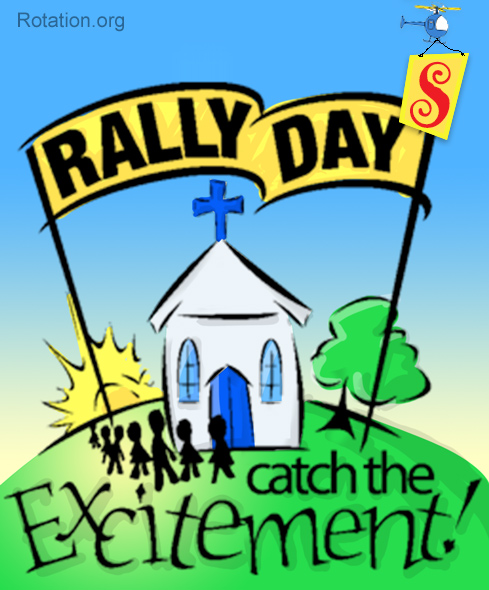 Rotation.org
RALLY DAY
S
catch the
Excitement!